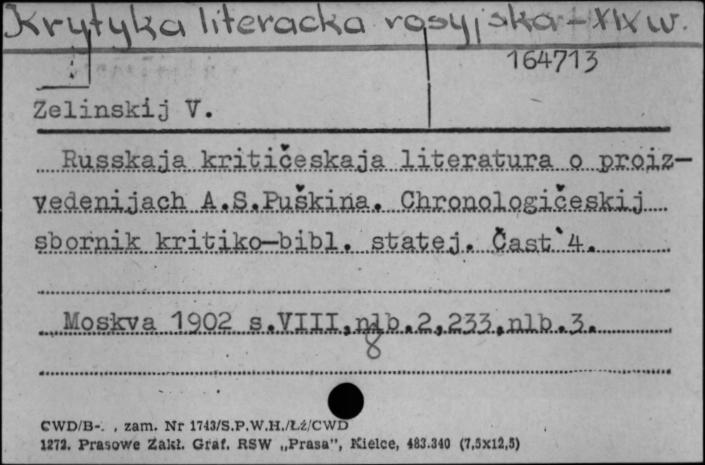 Krytyka literacka rosyjska - XIX w.
164713
Zelinskij V.
Russkaja kritičeskaja literatura o proiz-
vedenijach A.S.Puškina. Chronologičeskij
sbornik kritiko-bibl. statej. Čast`4.
Moskva 1902 s.VIII,nlb.2,233,nlb.3.
8
CWD/B-. , zam. Nr 1743/S.P.W.H./Łź/CWD
1272. Prasowe Zakł. Graf. RSW „Prasa", Kielce, 483.340 (7,5x12,5)